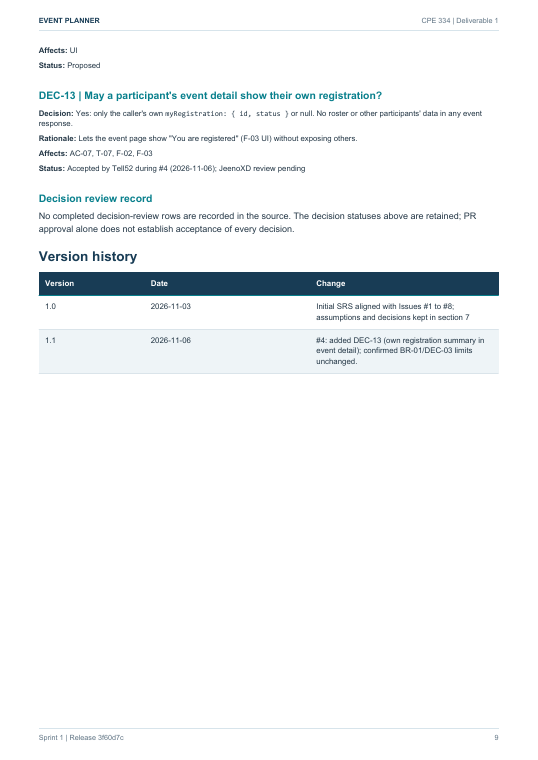 EVENT PLANNER
CPE 334 | Deliverable 1
Affects: UI
Status: Proposed
DEC-13 | May a participant's event detail show their own registration?
Decision: Yes: only the caller's own myRegistration: { id, status } or null. No roster or other participants' data in any event
response.
Rationale: Lets the event page show "You are registered" (F-03 UI) without exposing others.
Affects: AC-07, T-07, F-02, F-03
Status: Accepted by Tell52 during #4 (2026-11-06); JeenoXD review pending
Decision review record
No completed decision-review rows are recorded in the source. The decision statuses above are retained; PR
approval alone does not establish acceptance of every decision.
Version history
Version Date Change
1.0 2026-11-03 Initial SRS aligned with Issues #1 to #8;
assumptions and decisions kept in section 7
1.1 2026-11-06 #4: added DEC-13 (own registration summary in
event detail); confirmed BR-01/DEC-03 limits
unchanged.
Sprint 1 | Release 3f60d7c
9